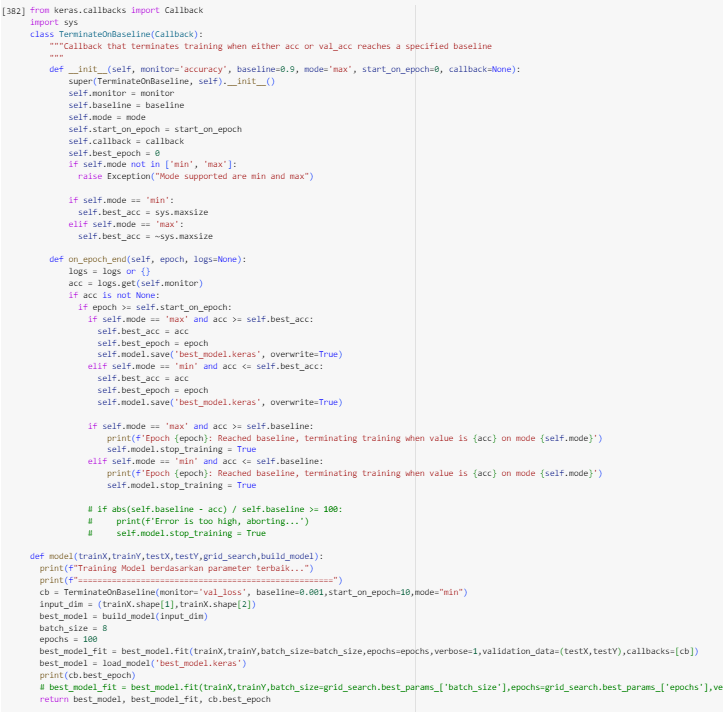 [382] from keras.callbacks import Callback
import sys
class TerminateOnBaseline(Callback):
    """Callback that terminates training when either acc or val_acc reaches a specified baseline
    """
    def __init__(self, monitor='accuracy', baseline=0.9, mode='max', start_on_epoch=0, callback=None):
        super(TerminateOnBaseline, self).__init__()
        self.monitor = monitor
        self.baseline = baseline
        self.mode = mode
        self.start_on_epoch = start_on_epoch
        self.callback = callback
        self.best_epoch = 0
        if self.mode not in ['min', 'max']:
          raise Exception("Mode supported are min and max")

        if self.mode == 'min':
          self.best_acc = sys.maxsize
        elif self.mode == 'max':
          self.best_acc = ~sys.maxsize

    def on_epoch_end(self, epoch, logs=None):
        logs = logs or {}
        acc = logs.get(self.monitor)
        if acc is not None:
          if epoch >= self.start_on_epoch:
            if self.mode == 'max' and acc >= self.best_acc:
              self.best_acc = acc
              self.best_epoch = epoch
              self.model.save('best_model.keras', overwrite=True)
            elif self.mode == 'min' and acc <= self.best_acc:
              self.best_acc = acc
              self.best_epoch = epoch
              self.model.save('best_model.keras', overwrite=True)

            if self.mode == 'max' and acc >= self.baseline:
                print(f'Epoch {epoch}: Reached baseline, terminating training when value is {acc} on mode {self.mode}')
                self.model.stop_training = True
            elif self.mode == 'min' and acc <= self.baseline:
                print(f'Epoch {epoch}: Reached baseline, terminating training when value is {acc} on mode {self.mode}')
                self.model.stop_training = True

            # if abs(self.baseline - acc) / self.baseline >= 100:
            #     print(f'Error is too high, aborting...')
            #     self.model.stop_training = True

def model(trainX,trainY,testX,testY,grid_search,build_model):
  print(f"Training Model berdasarkan parameter terbaik...")
  print(f"=====================================================")
  cb = TerminateOnBaseline(monitor='val_loss', baseline=0.001,start_on_epoch=10,mode="min")
  input_dim = (trainX.shape[1],trainX.shape[2])
  best_model = build_model(input_dim)
  batch_size = 8
  epochs = 100
  best_model_fit = best_model.fit(trainX,trainY,batch_size=batch_size,epochs=epochs,verbose=1,validation_data=(testX,testY),callbacks=[cb])
  best_model = load_model('best_model.keras')
  print(cb.best_epoch)
  # best_model_fit = best_model.fit(trainX,trainY,batch_size=grid_search.best_params_['batch_size'],epochs=grid_search.best_params_['epochs'],ve
  return best_model, best_model_fit, cb.best_epoch